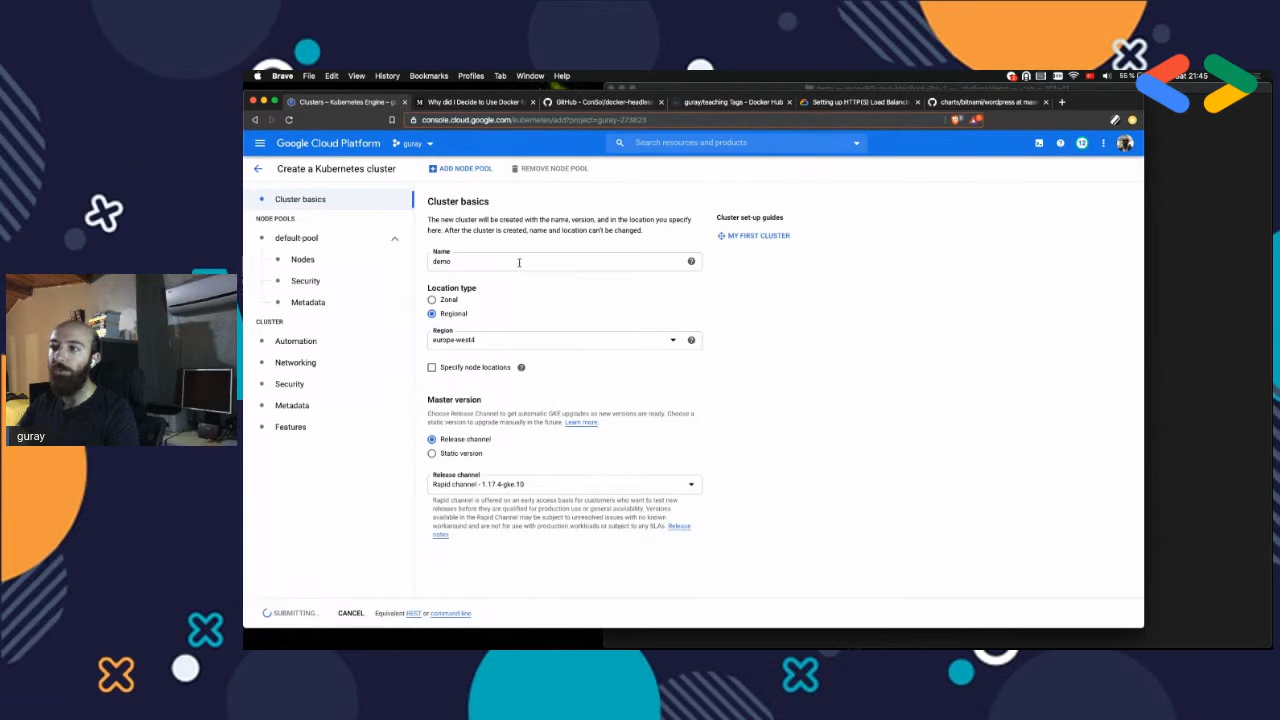 Brave File Edit View History Bookmarks Profiles Tab Window Help
55 % Sat 21:45
Clusters – Kubernetes Engine – g
Why did I Decide to Use Docker
GitHub - ConSol/docker-headless
guray/teaching Tags - Docker Hub
Setting up HTTP(S) Load Balancin
charts/bitnami/wordpress at mas
console.cloud.google.com/kubernetes/add?project=guray-273823
Google Cloud Platform
guray
Search resources and products
12
Create a Kubernetes cluster
ADD NODE POOL
REMOVE NODE POOL
Cluster basics
NODE POOLS
default-pool
Nodes
Security
Metadata
CLUSTER
Automation
Networking
Security
Metadata
Features
Cluster basics
The new cluster will be created with the name, version, and in the location you specify
here. After the cluster is created, name and location can't be changed.
Name
demo
Location type
Zonal
Regional
Region
europe-west4
Specify node locations
Master version
Choose Release Channel to get automatic GKE upgrades as new versions are ready. Choose a
static version to upgrade manually in the future. Learn more.
Release channel
Static version
Release channel
Rapid channel - 1.17.4-gke.10
Rapid channel is offered on an early access basis for customers who want to test new
releases before they are qualified for production use or general availability. Versions
available in the Rapid Channel may be subject to unresolved issues with no known
workaround and are not for use with production workloads or subject to any SLAs. Release
notes
Cluster set-up guides
MY FIRST CLUSTER
SUBMITTING...
CANCEL
Equivalent REST or command line
guray